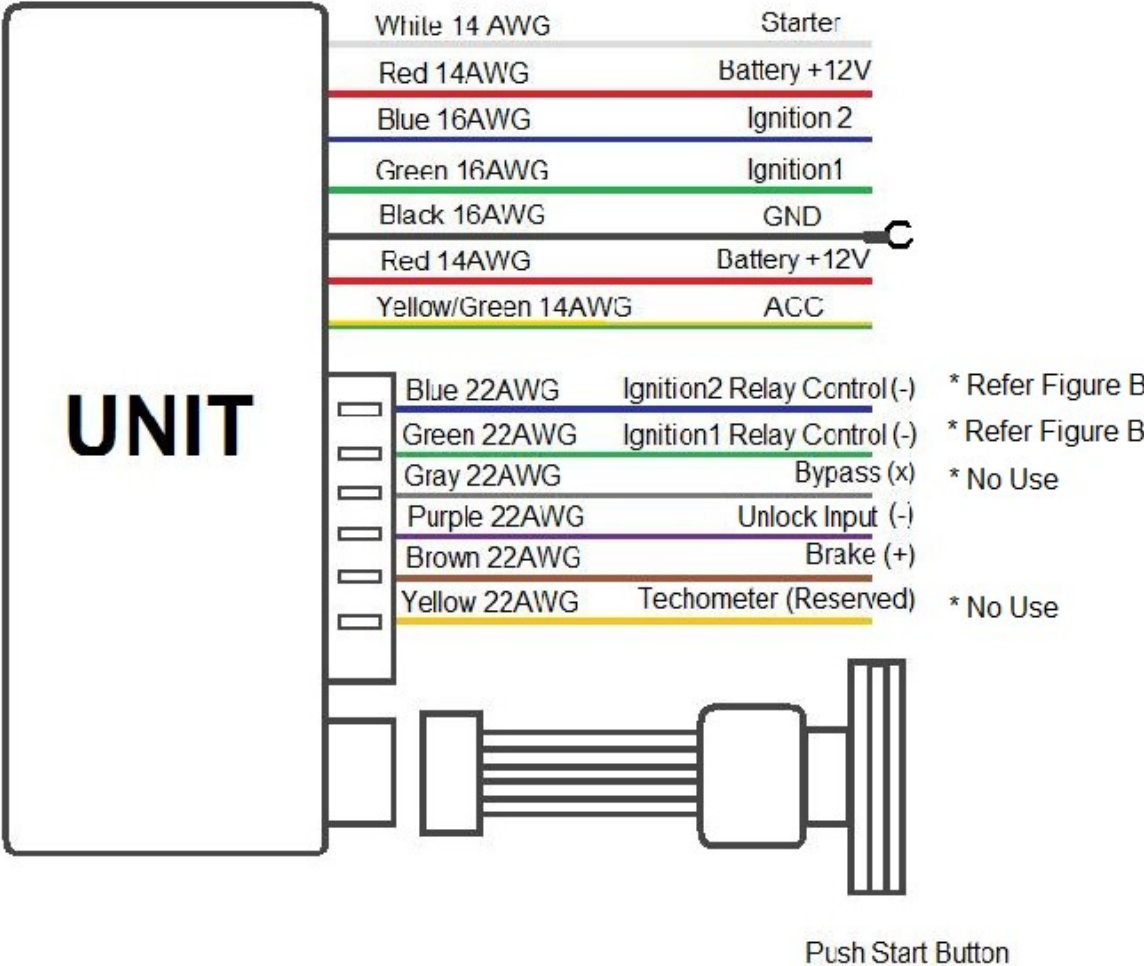 White 14 AWG Starter
Red 14AWG Battery +12V
Blue 16AWG Ignition 2
Green 16AWG Ignition1
Black 16AWG GND
Red 14AWG Battery +12V
Yellow/Green 14AWG ACC
UNIT
Blue 22AWG Ignition2 Relay Control (-) * Refer Figure B
Green 22AWG Ignition1 Relay Control (-) * Refer Figure B
Gray 22AWG Bypass (x) * No Use
Purple 22AWG Unlock Input (-)
Brown 22AWG Brake (+)
Yellow 22AWG Techometer (Reserved) * No Use
Push Start Button